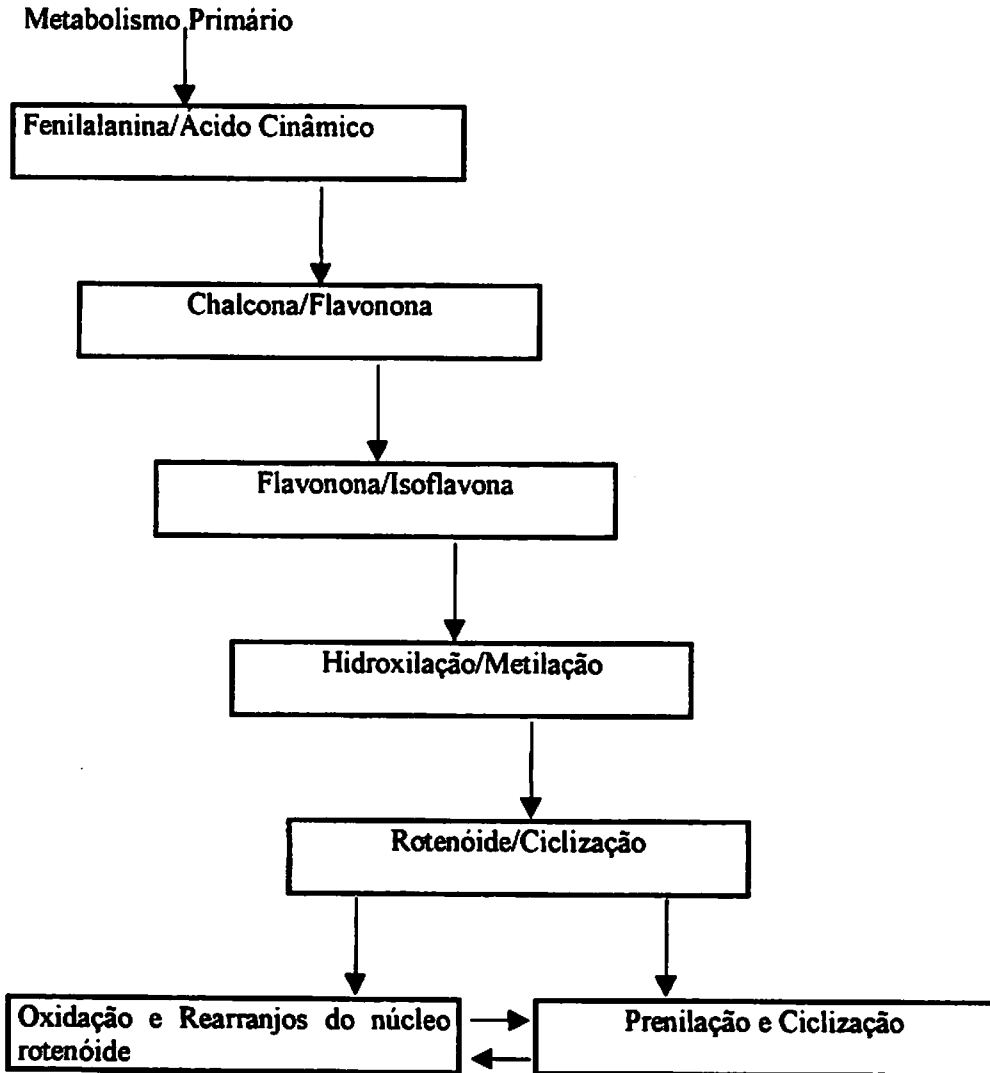 Metabolismo Primário
Fenilalanina/Ácido Cinâmico
Chalcona/Flavonona
Flavonona/Isoflavona
Hidroxilação/Metilação
Rotenóide/Ciclização
Oxidação e Rearranjos do núcleo
rotenóide
Prenilação e Ciclização